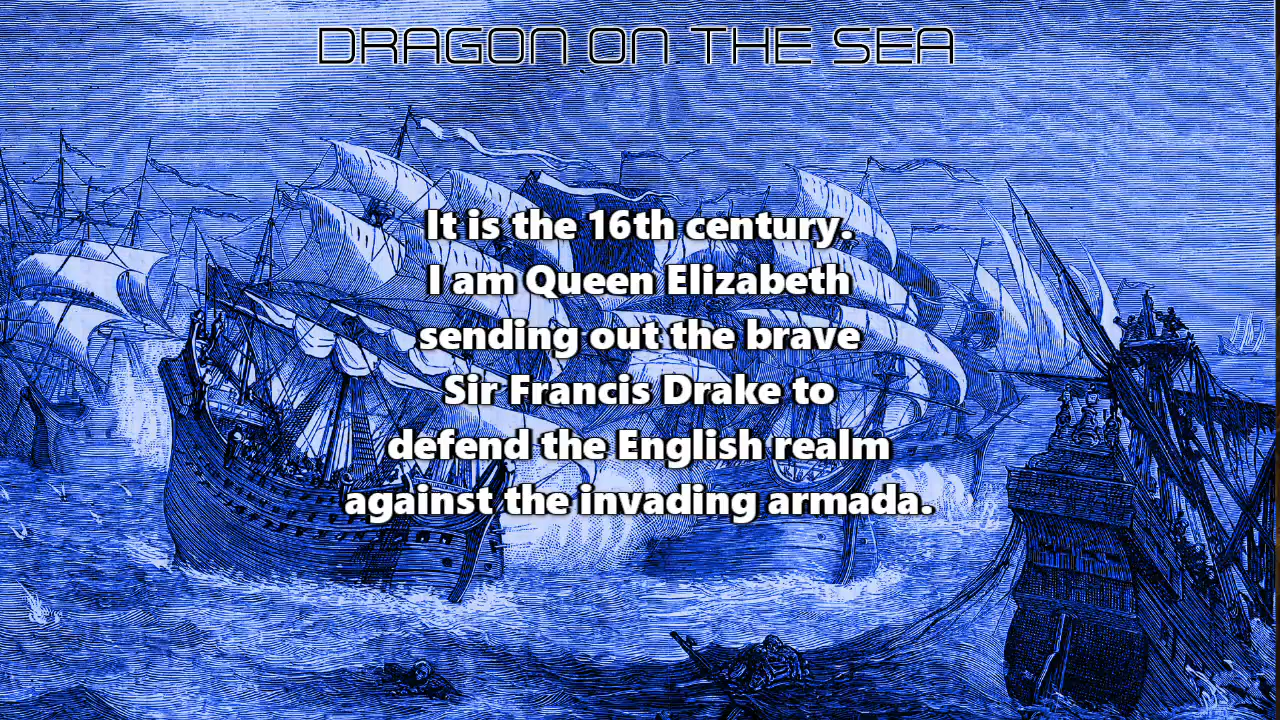 DRAGON ON THE SEA
It is the 16th century.
I am Queen Elizabeth
sending out the brave
Sir Francis Drake to
defend the English realm
against the invading armada.